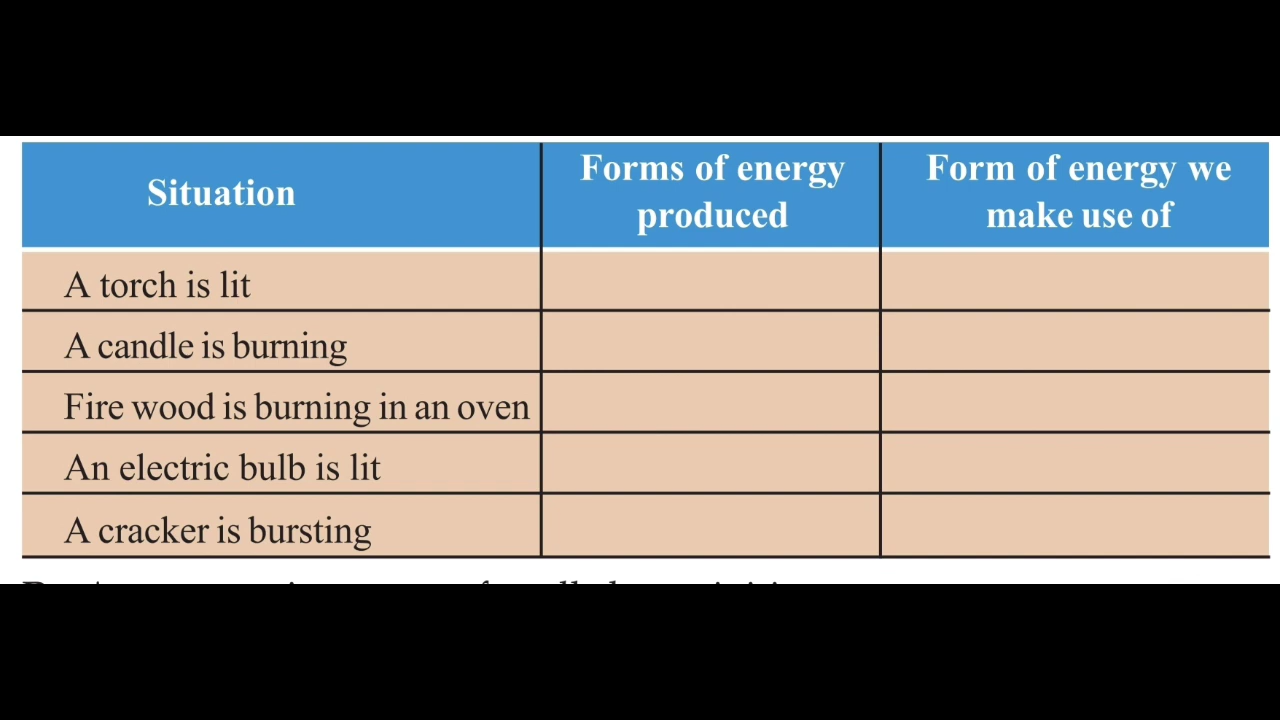 Situation
Forms of energy
produced
Form of energy we
make use of
A torch is lit
A candle is burning
Fire wood is burning in an oven
An electric bulb is lit
A cracker is bursting